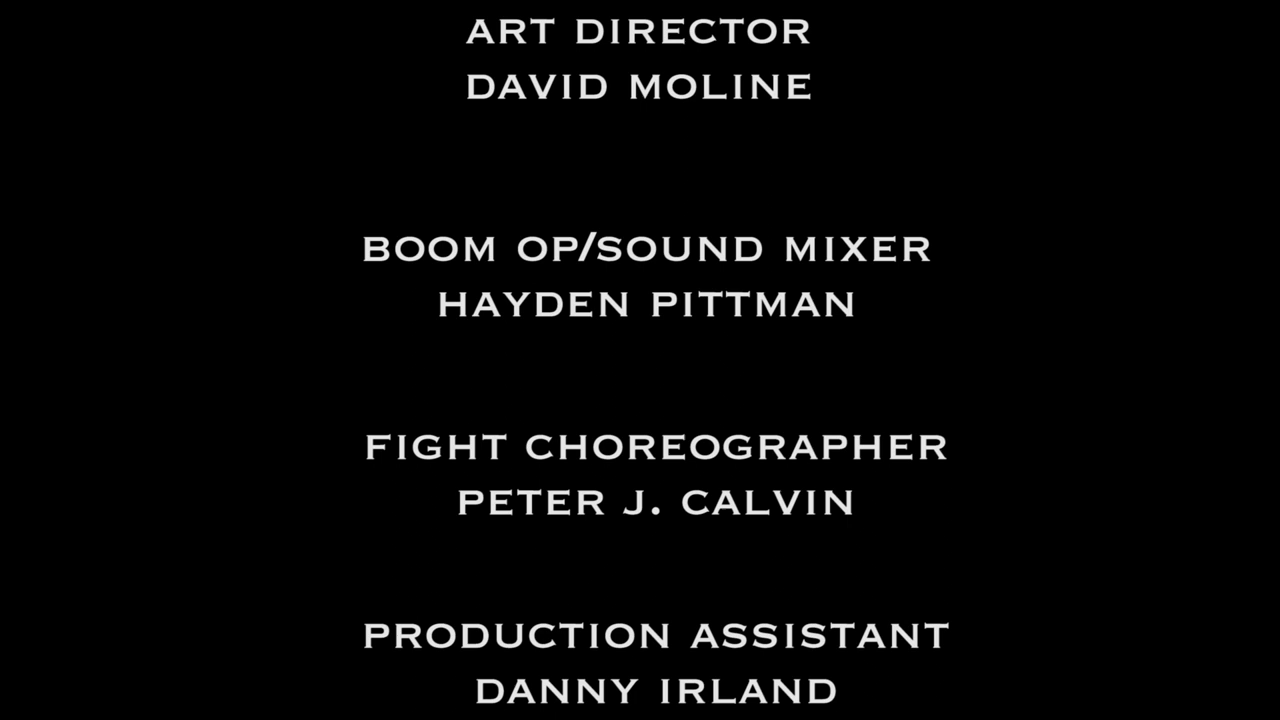 ART DIRECTOR
DAVID MOLINE
BOOM OP/SOUND MIXER
HAYDEN PITTMAN
FIGHT CHOREOGRAPHER
PETER J. CALVIN
PRODUCTION ASSISTANT
DANNY IRLAND